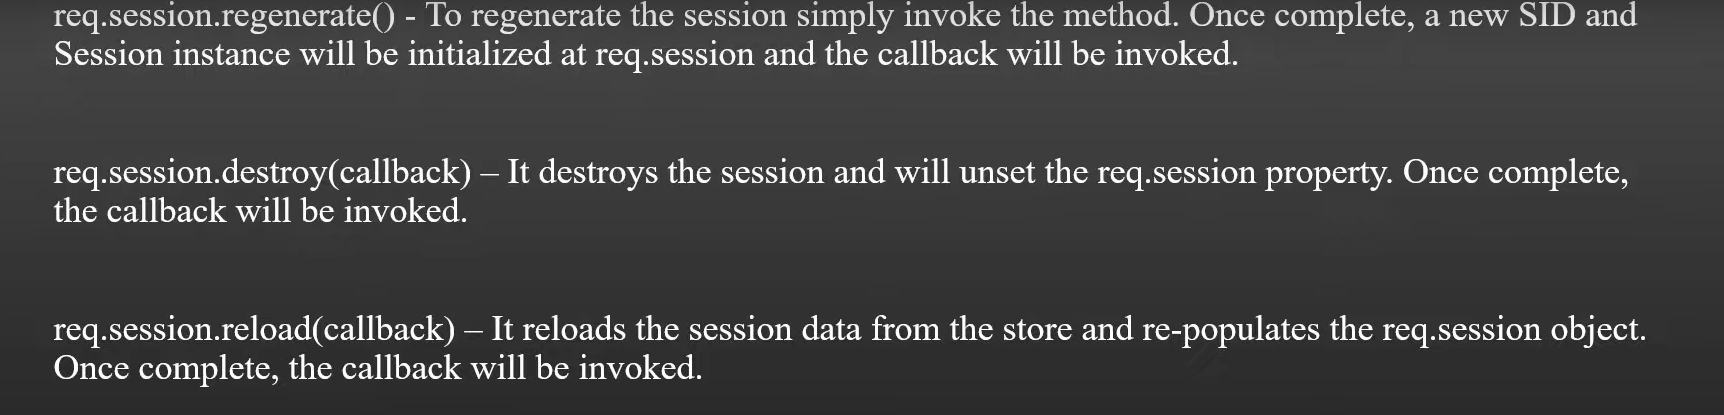 req.session.regenerate() - To regenerate the session simply invoke the method. Once complete, a new SID and
Session instance will be initialized at req.session and the callback will be invoked.
req.session.destroy(callback) – It destroys the session and will unset the req.session property. Once complete,
the callback will be invoked.
req.session.reload(callback) – It reloads the session data from the store and re-populates the req.session object.
Once complete, the callback will be invoked.